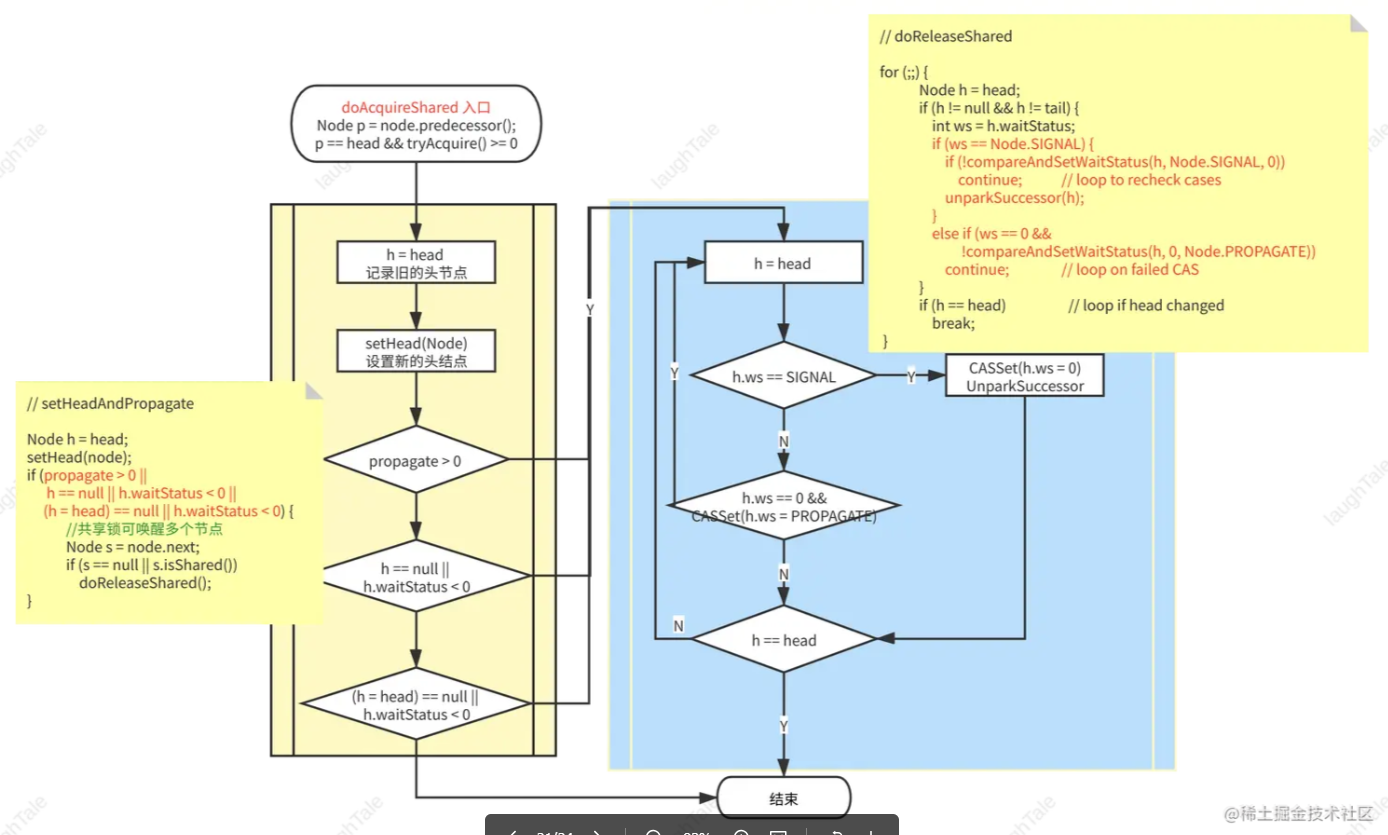 // doReleaseShared
for (;;) {
Node h = head;
if (h != null && h != tail) {
int ws = h.waitStatus;
if (ws == Node.SIGNAL) {
if (!compareAndSetWaitStatus(h, Node.SIGNAL, 0))
continue; // loop to recheck cases
unparkSuccessor(h);
}
else if (ws == 0 &&
!compareAndSetWaitStatus(h, 0, Node.PROPAGATE))
continue; // loop on failed CAS
}
if (h == head) // loop if head changed
break;
}
doAcquireShared 入口
Node p = node.predecessor();
p == head && tryAcquire() >= 0
h = head
记录旧的头节点
setHead(Node)
设置新的头结点
propagate > 0
h == null ||
h.waitStatus < 0
(h = head) == null ||
h.waitStatus < 0
// setHeadAndPropagate
Node h = head;
setHead(node);
if (propagate > 0 ||
h == null || h.waitStatus < 0 ||
(h = head) == null || h.waitStatus < 0) {
//共享锁可唤醒多个节点
Node s = node.next;
if (s == null || s.isShared())
doReleaseShared();
}
Y
h = head
h.ws == SIGNAL
Y
CASSet(h.ws = 0)
UnparkSuccessor
Y
N
h.ws == 0 &&
CASSet(h.ws = PROPAGATE)
N
h == head
N
Y
结束
laughTale
laughTale
laughTale
laughTale
laughTale
laughTale
@稀土掘金技术社区